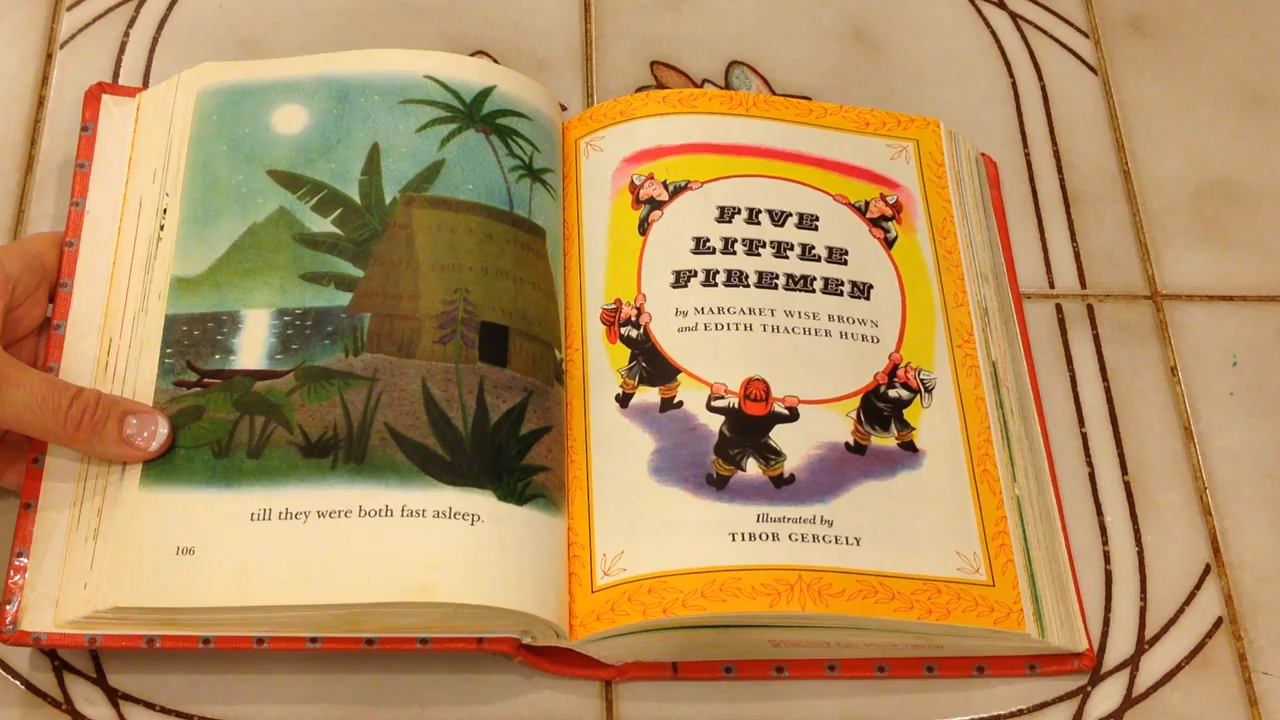 till they were both fast asleep.
106
FIVE
LITTLE
FIREMEN
by MARGARET WISE BROWN
and EDITH THACHER HURD
Illustrated by
TIBOR GERGELY